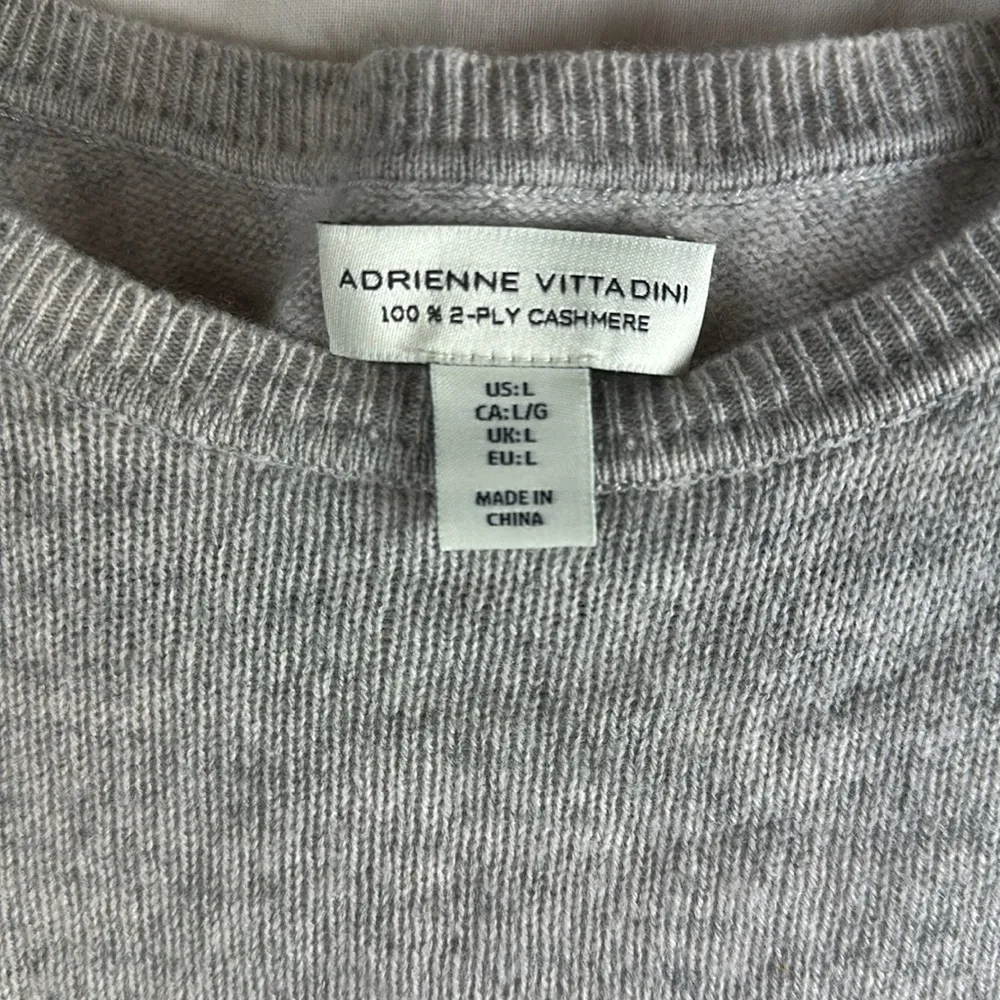 ADRIENNE VITTADINI
100 % 2-PLY CASHMERE
US: L
CA: L/G
UK: L
EU: L
MADE IN
CHINA